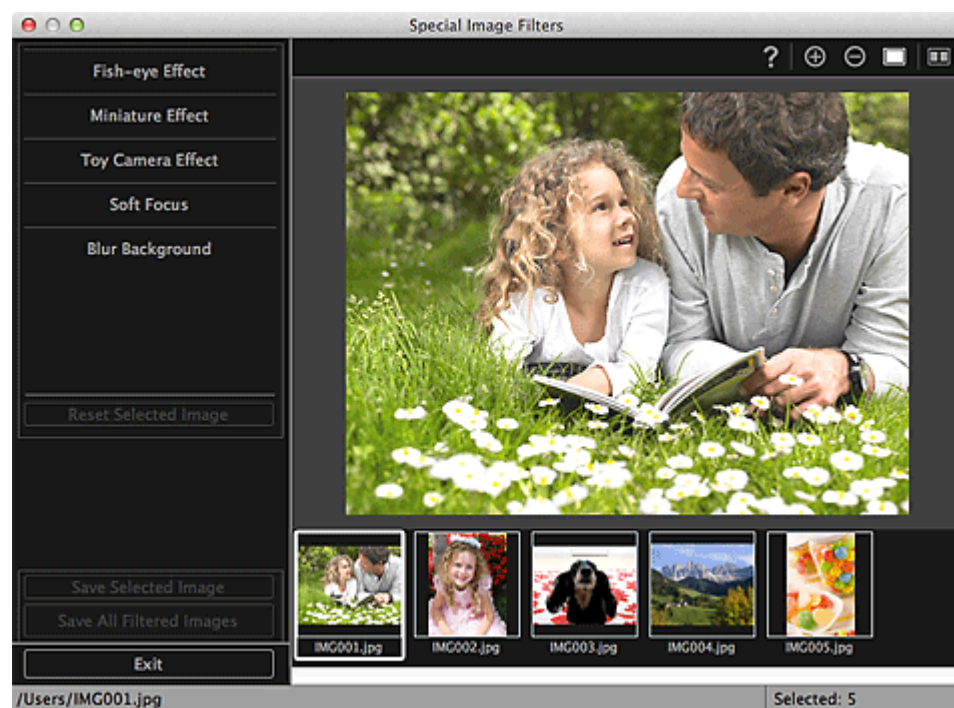 Special Image Filters
?
Fish-eye Effect
Miniature Effect
Toy Camera Effect
Soft Focus
Blur Background
Reset Selected Image
Save Selected Image
Save All Filtered Images
Exit
IMG001.jpg
IMG002.jpg
IMG003.jpg
IMG004.jpg
IMG005.jpg
/Users/IMG001.jpg
Selected: 5